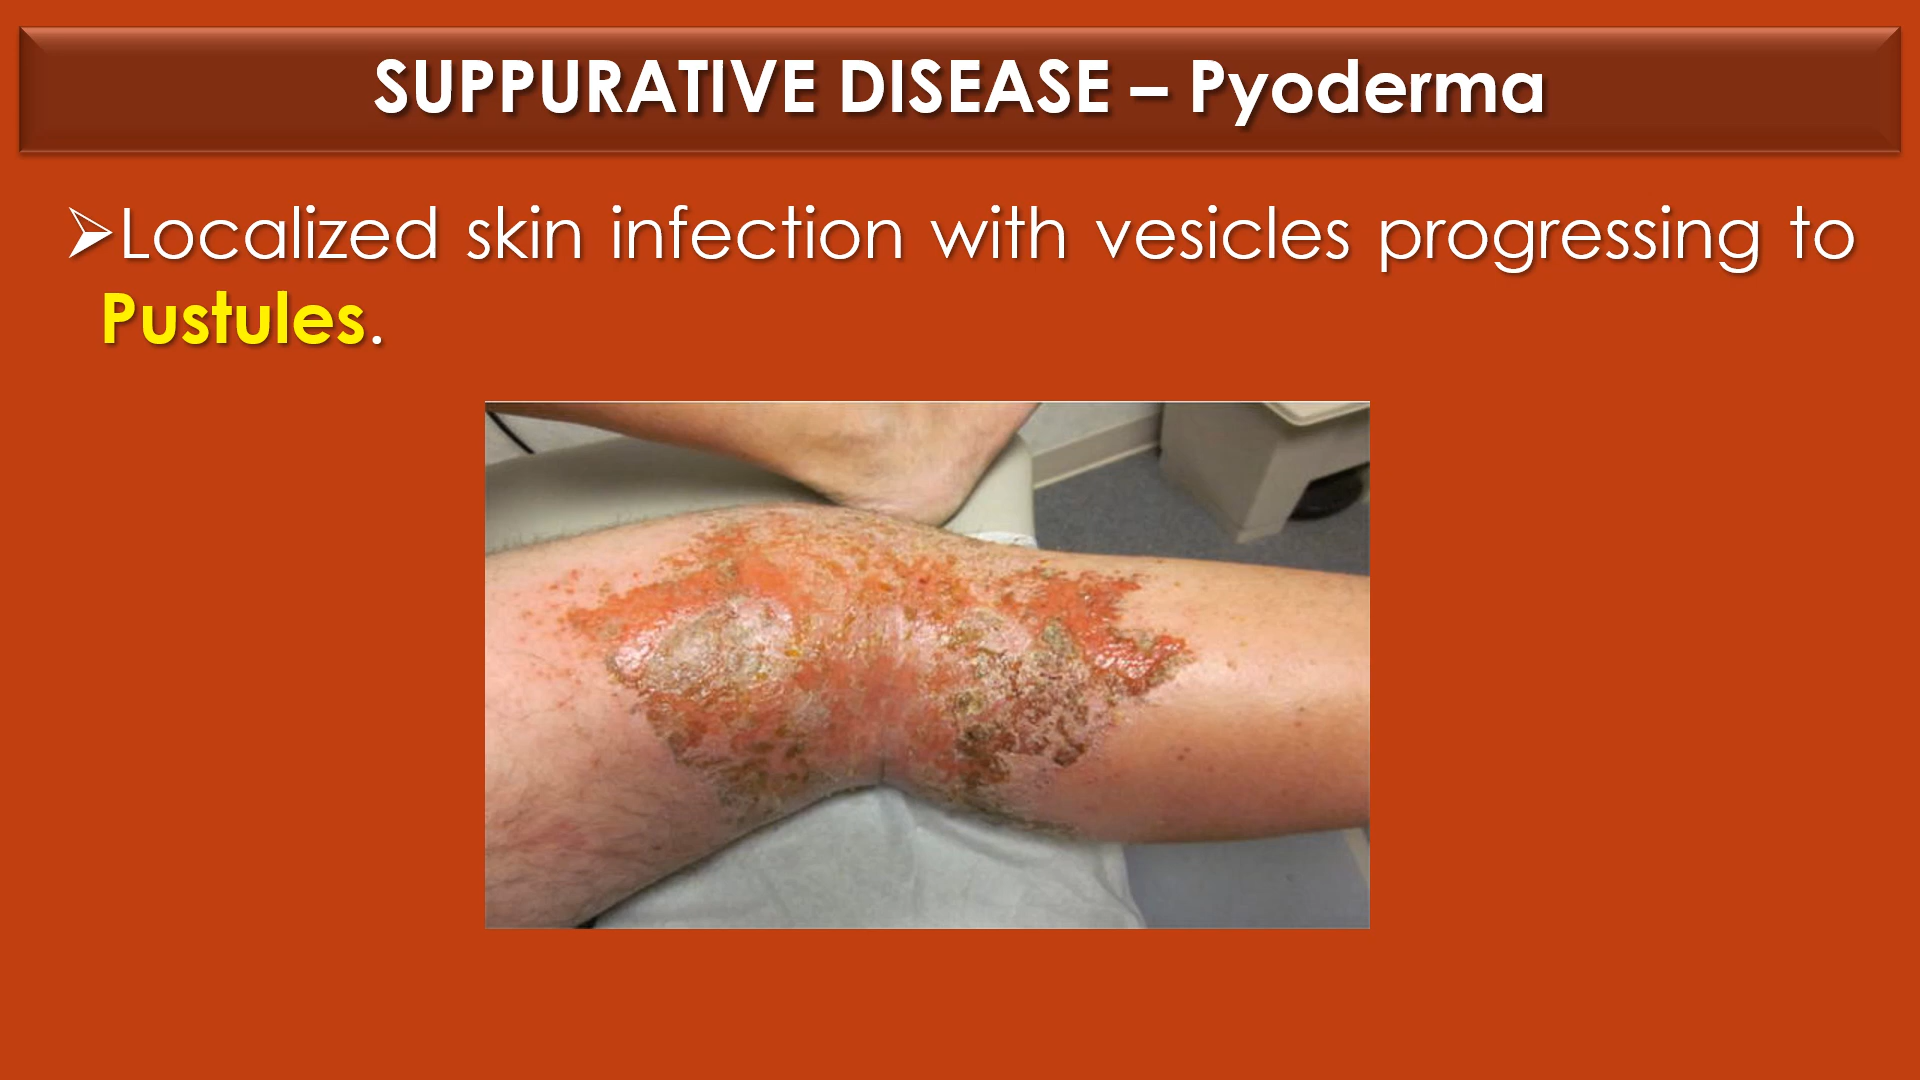 SUPPURATIVE DISEASE – Pyoderma
➢Localized skin infection with vesicles progressing to
Pustules.